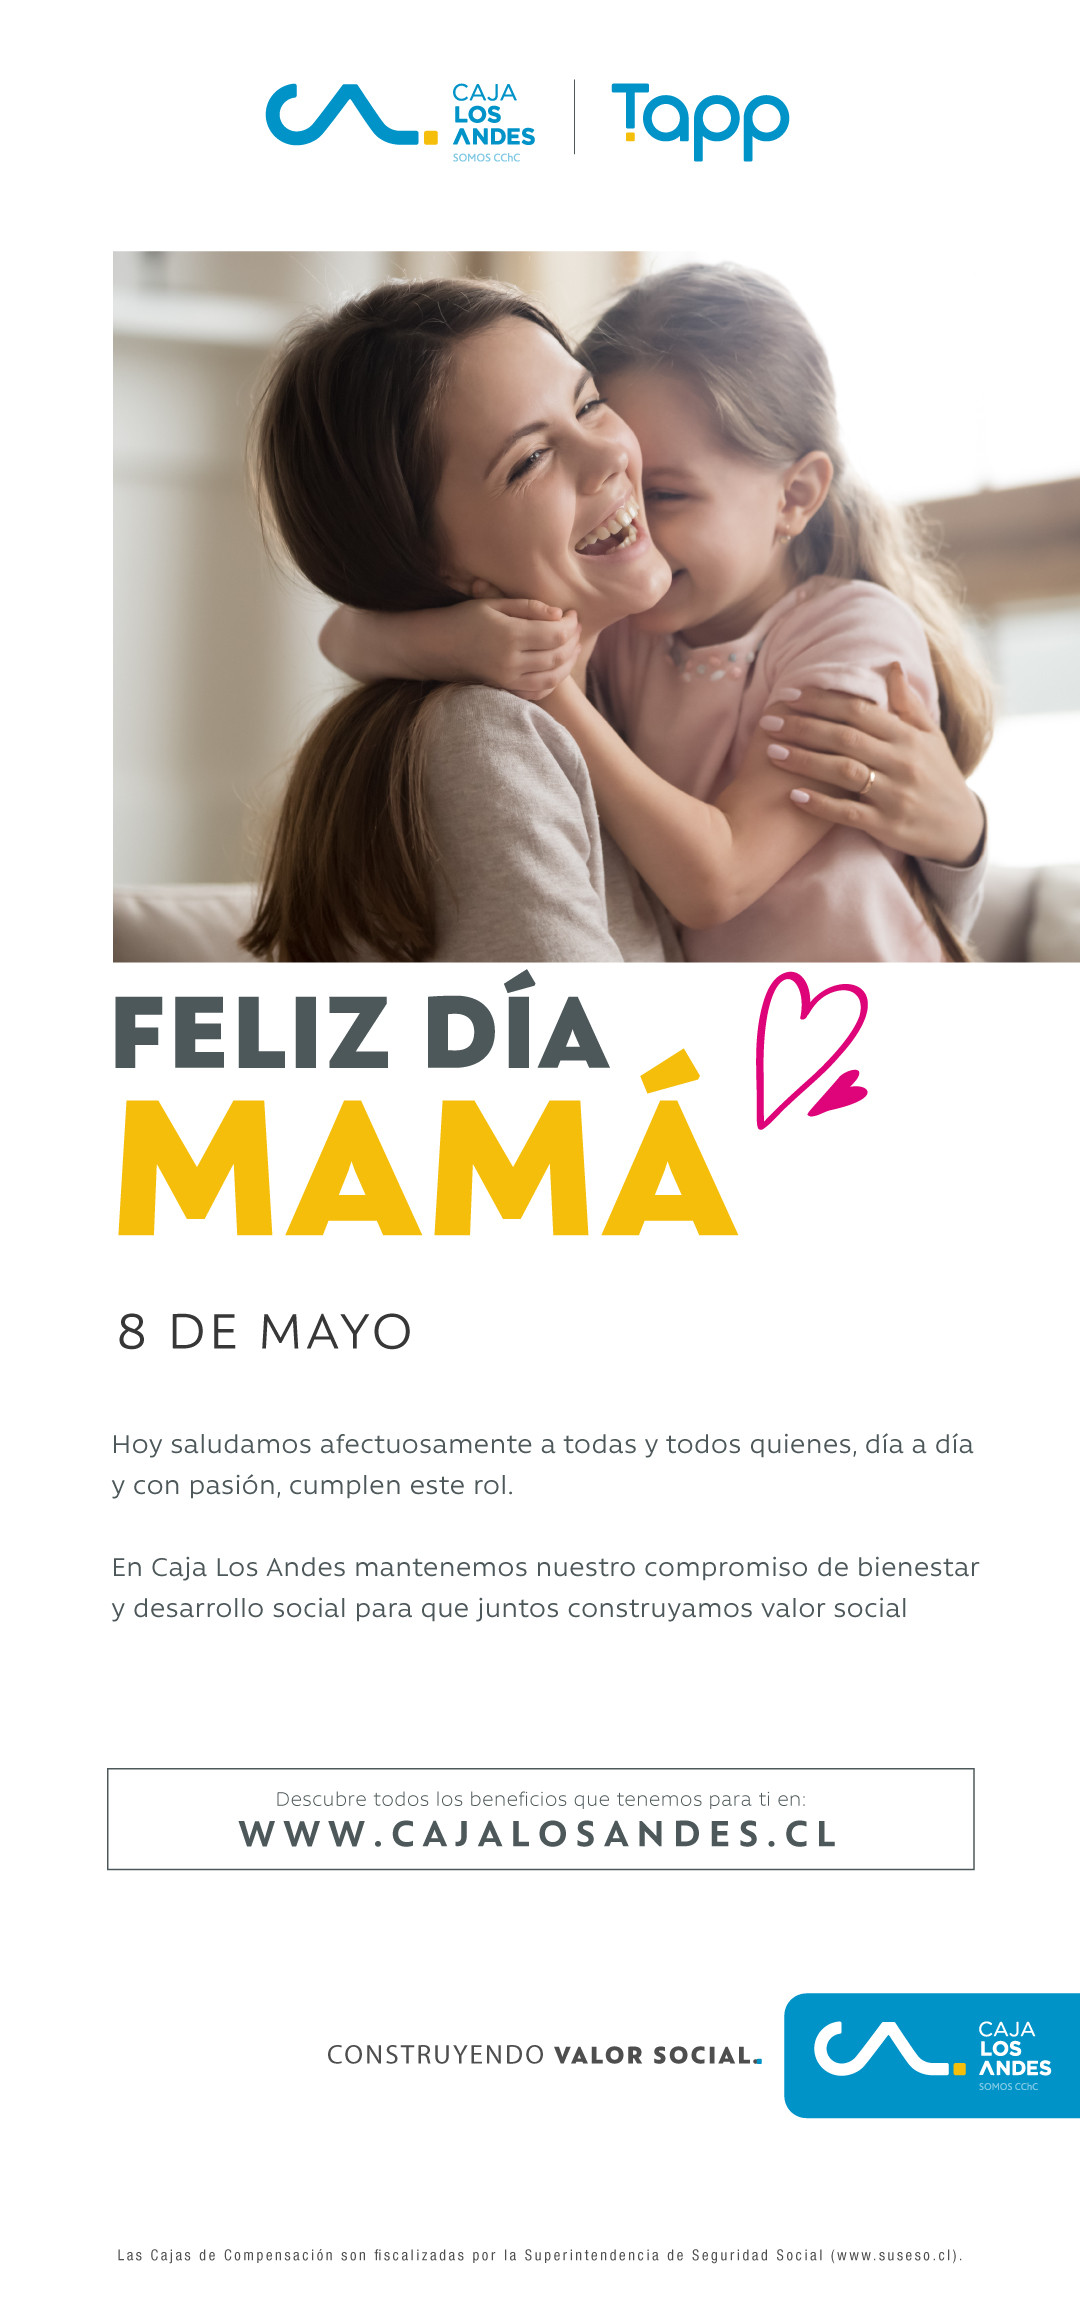 CAJA
LOS
ANDES
SOMOS CChC
Tapp
FELIZ DÍA
MAMÁ
8 DE MAYO
Hoy saludamos afectuosamente a todas y todos quienes, día a día
y con pasión, cumplen este rol.
En Caja Los Andes mantenemos nuestro compromiso de bienestar
y desarrollo social para que juntos construyamos valor social
Descubre todos los beneficios que tenemos para ti en:
WWW.CAJALOSANDES.CL
CONSTRUYENDO VALOR SOCIAL.
CAJA
LOS
ANDES
SOMOS CChC
Las Cajas de Compensación son fiscalizadas por la Superintendencia de Seguridad Social (www.suseso.cl).